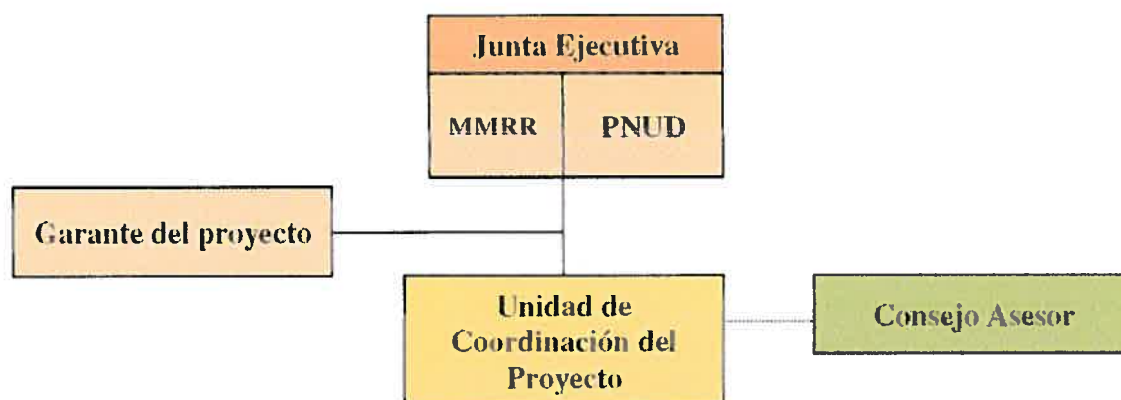 Junta Ejecutiva
MMRR PNUD
Garante del proyecto
Unidad de
Coordinación del
Proyecto
Consejo Asesor